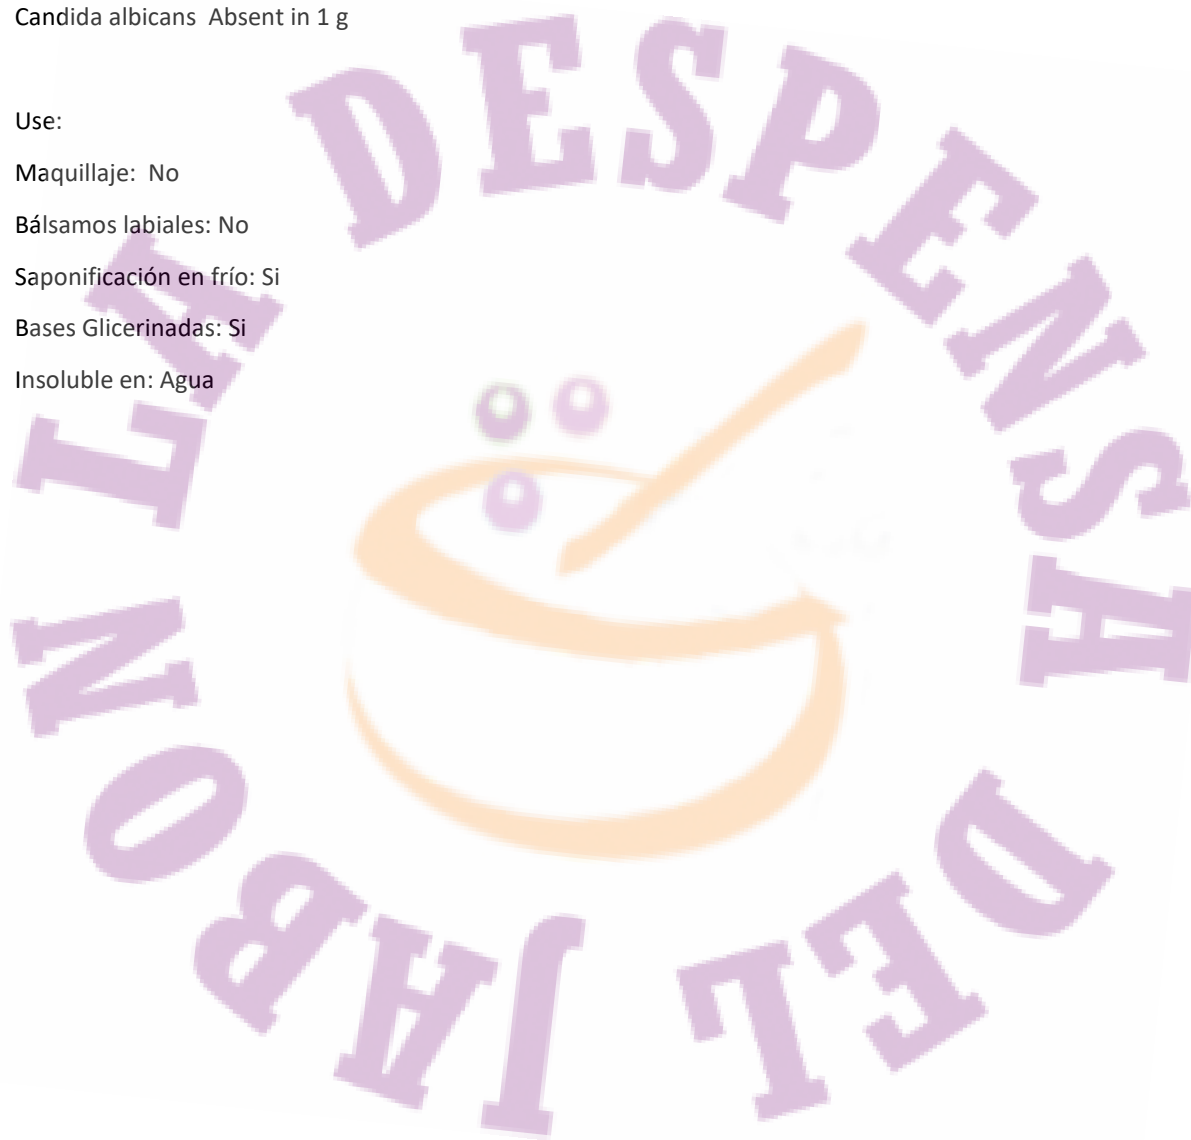 Candida albicans  Absent in 1 g
Use:
Maquillaje:  No
Bálsamos labiales: No
Saponificación en frío: Si
Bases Glicerinadas: Si
Insoluble en: Agua
LA DESPENSA DEL JABON